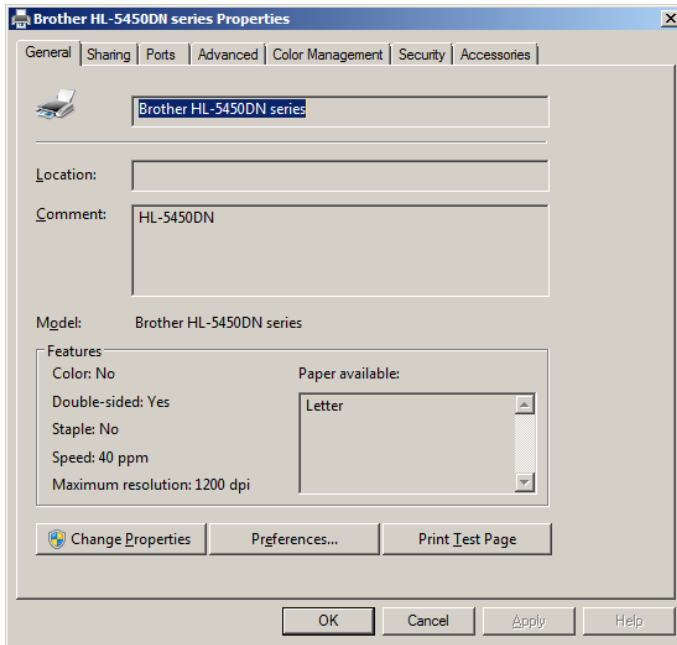 Brother HL-5450DN series Properties
General Sharing Ports Advanced Color Management Security Accessories
Brother HL-5450DN series
Location:
Comment: HL-5450DN
Model: Brother HL-5450DN series
Features
Color: No Paper available:
Double-sided: Yes Letter
Staple: No
Speed: 40 ppm
Maximum resolution: 1200 dpi
Change Properties Preferences... Print Test Page
OK Cancel Apply Help